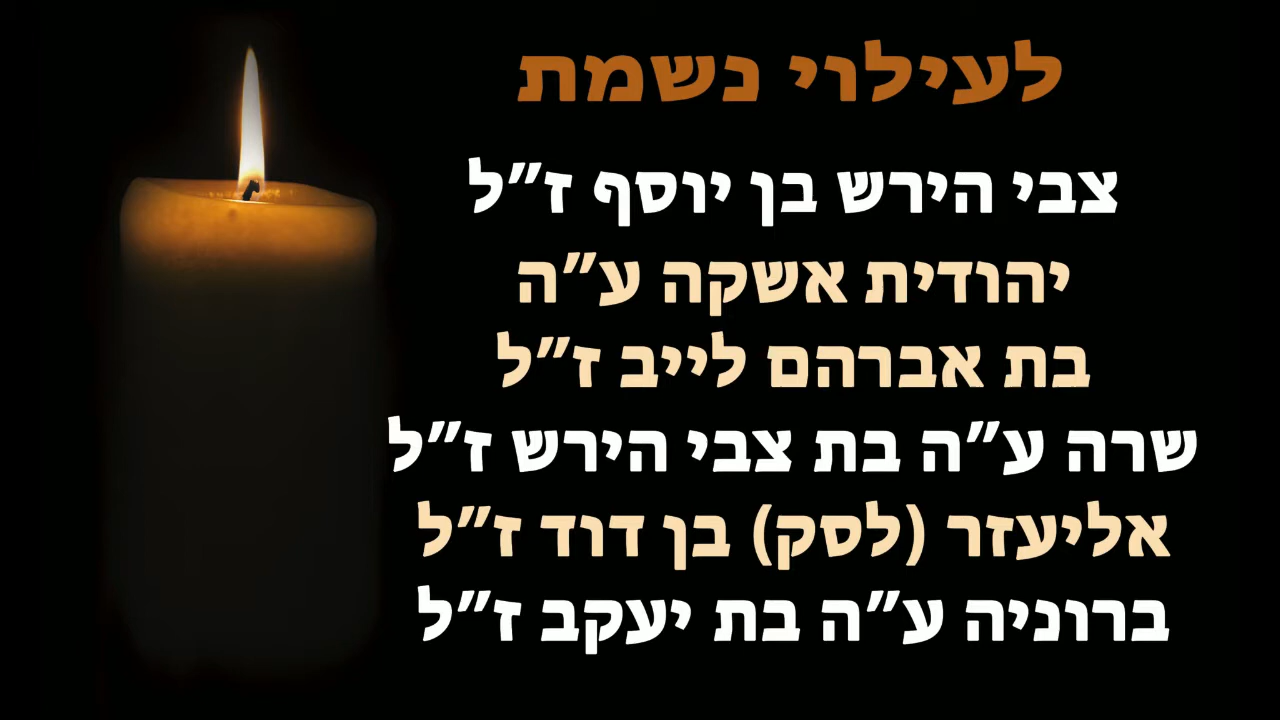 לעילוי נשמת
צבי הירש בן יוסף ז״ל
יהודית אשקה ע״ה
בת אברהם לייב ז״ל
שרה ע״ה בת צבי הירש ז״ל
אליעזר (לסק) בן דוד ז״ל
ברוניה ע״ה בת יעקב ז״ל